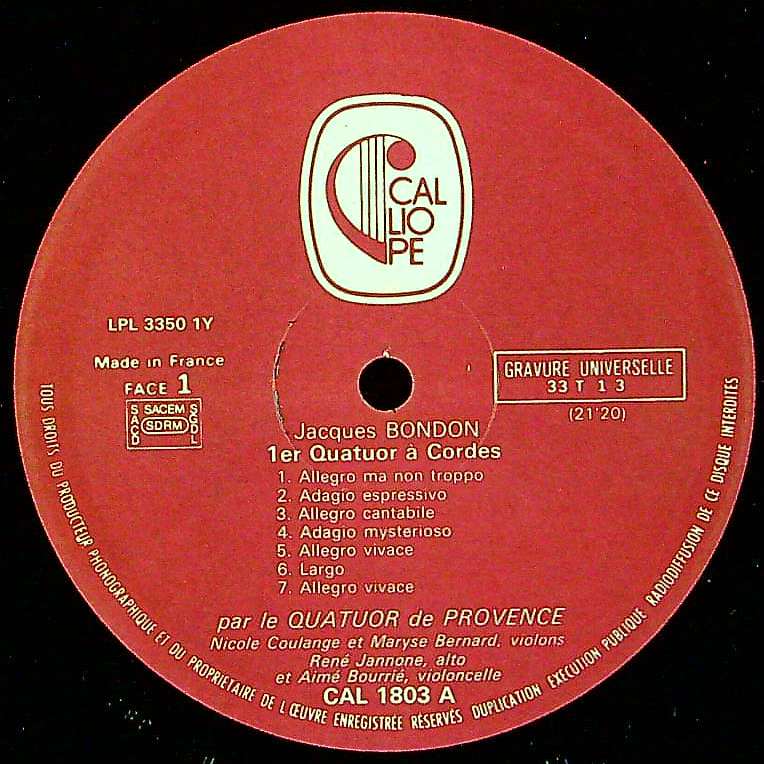 CAL
LIO
PE
LPL 3350 1Y
Made in France
FACE 1
SACEM
SACD
SDRM
SGDL
GRAVURE UNIVERSELLE
33 T 1 3
(21'20)
Jacques BONDON
1er Quatuor à Cordes
1. Allegro ma non troppo
2. Adagio espressivo
3. Allegro cantabile
4. Adagio mysterioso
5. Allegro vivace
6. Largo
7. Allegro vivace
par le QUATUOR de PROVENCE
Nicole Coulange et Maryse Bernard, violons
René Jannone, alto
et Aimé Bourrié, violoncelle
CAL 1803 A
TOUS DROITS DU PRODUCTEUR PHONOGRAPHIQUE ET DU PROPRIETAIRE DE L'ŒUVRE ENREGISTRÉE RÉSERVÉS DUPLICATION EXECUTION PUBLIQUE RADIODIFFUSION DE CE DISQUE INTERDITES